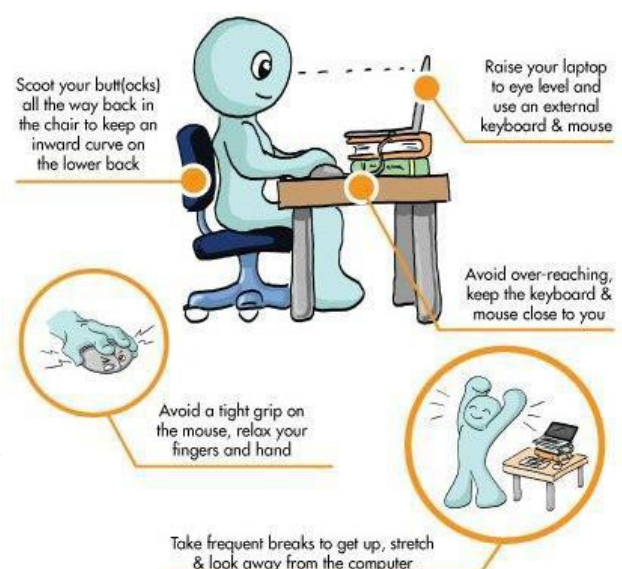 Scoot your butt(ocks)
all the way back in
the chair to keep an
inward curve on
the lower back
Raise your laptop
to eye level and
use an external
keyboard & mouse
Avoid over-reaching,
keep the keyboard &
mouse close to you
Avoid a tight grip on
the mouse, relax your
fingers and hand
Take frequent breaks to get up, stretch
& look away from the computer